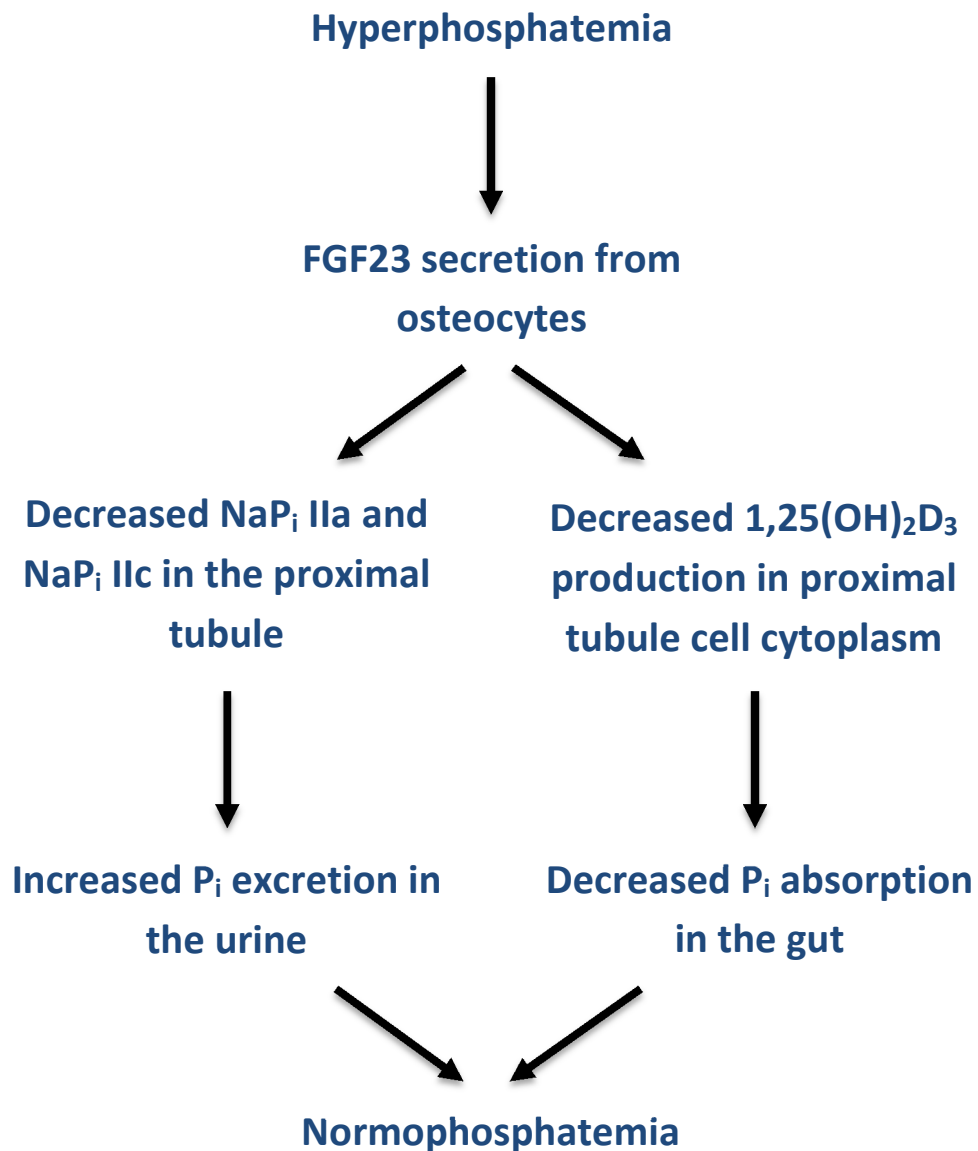 Hyperphosphatemia
FGF23 secretion from
osteocytes
Decreased NaPᵢ IIa and
NaPᵢ IIc in the proximal
tubule
Decreased 1,25(OH)₂D₃
production in proximal
tubule cell cytoplasm
Increased Pᵢ excretion in
the urine
Decreased Pᵢ absorption
in the gut
Normophosphatemia